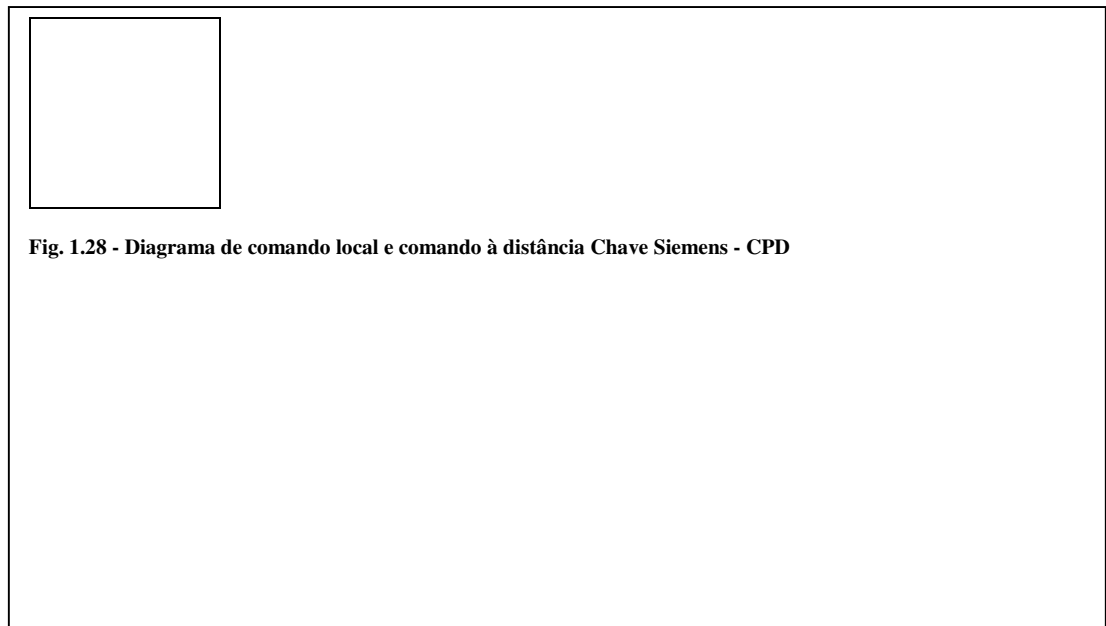 Fig. 1.28 - Diagrama de comando local e comando à distância Chave Siemens - CPD